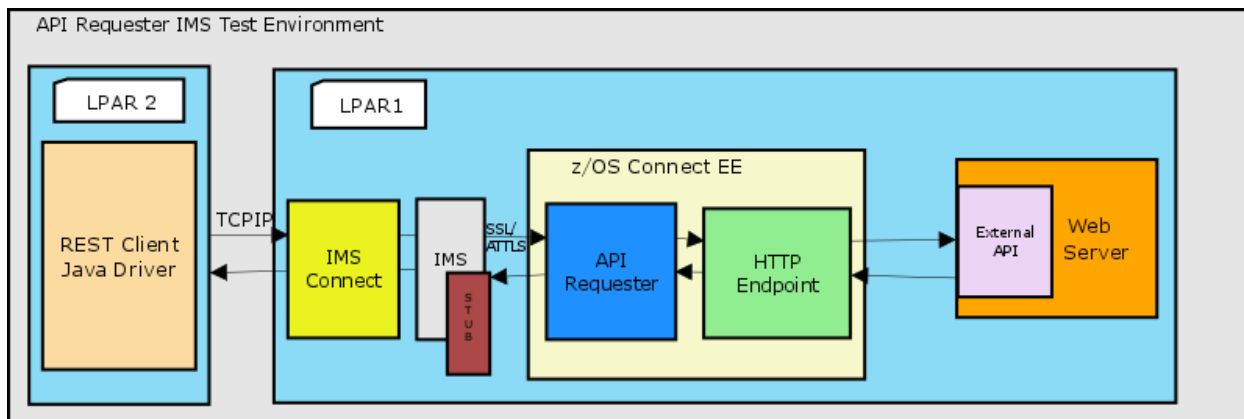 API Requester IMS Test Environment
LPAR 2
LPAR1
z/OS Connect EE
TCPIP
REST Client
Java Driver
IMS
Connect
IMS
STUB
SSL/
ATTLS
API
Requester
HTTP
Endpoint
External
API
Web
Server